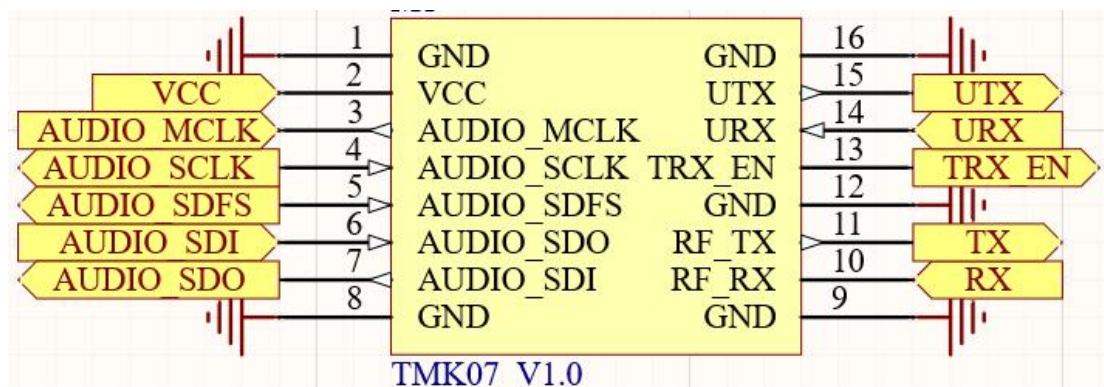 1 GND GND 16
VCC 2 VCC UTX 15 UTX
AUDIO_MCLK 3 AUDIO_MCLK URX 14 URX
AUDIO_SCLK 4 AUDIO_SCLK TRX_EN 13 TRX_EN
AUDIO_SDFS 5 AUDIO_SDFS GND 12
AUDIO_SDI 6 AUDIO_SDO RF_TX 11 TX
AUDIO_SDO 7 AUDIO_SDI RF_RX 10 RX
8 GND GND 9
TMK07_V1.0